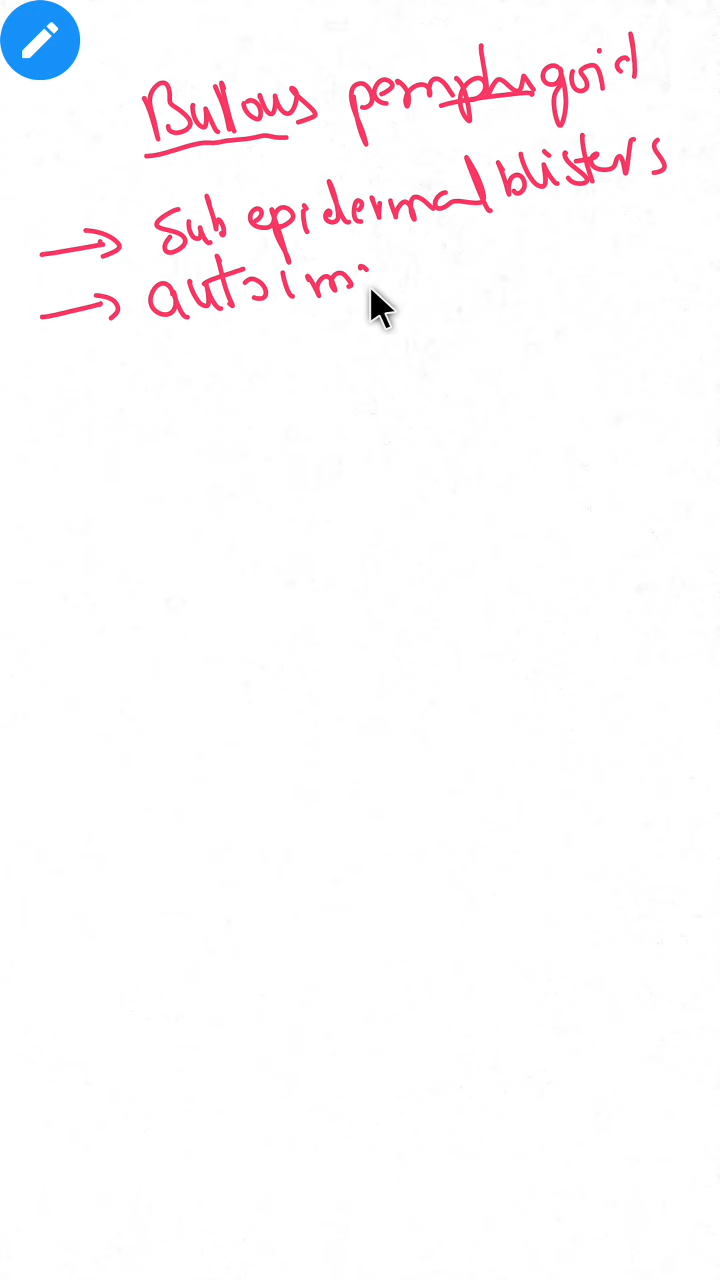 Bullous pemphigoid
→ Sub epidermal blisters
→ autoim